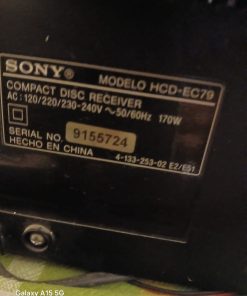 SONY®
MODELO HCD-EC79
COMPACT DISC RECEIVER
AC: 120/220/230-240V ~ 50/60Hz 170W
SERIAL NO. 9155724
HECHO EN CHINA
4-133-253-02 E2/E51
Galaxy A15 5G